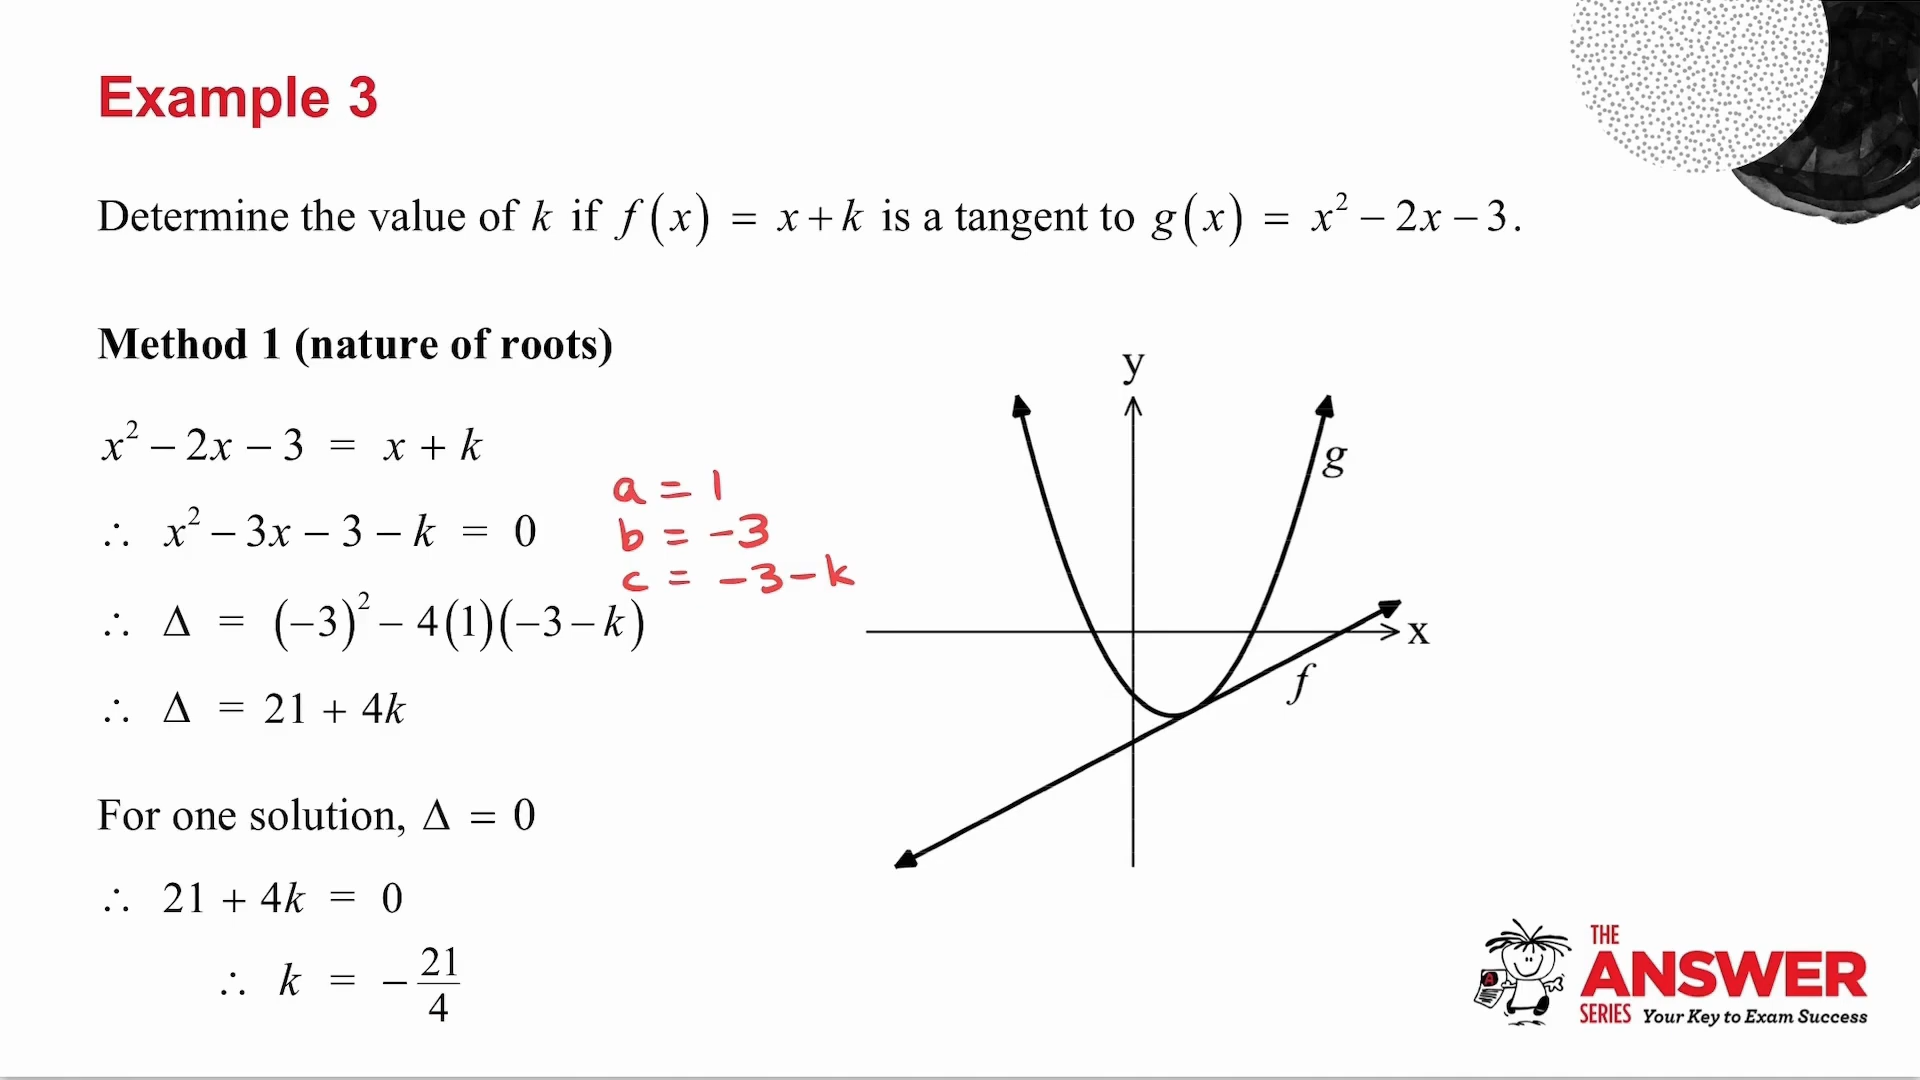 Example 3
Determine the value of k if f(x) = x + k is a tangent to g(x) = x² − 2x − 3.
Method 1 (nature of roots)
x² − 2x − 3 = x + k
∴ x² − 3x − 3 − k = 0
a = 1
b = −3
c = −3 − k
∴ Δ = (−3)² − 4(1)(−3 − k)
∴ Δ = 21 + 4k
For one solution, Δ = 0
∴ 21 + 4k = 0
∴ k = −21/4
y
g
x
f
A
THE
ANSWER
SERIES Your Key to Exam Success